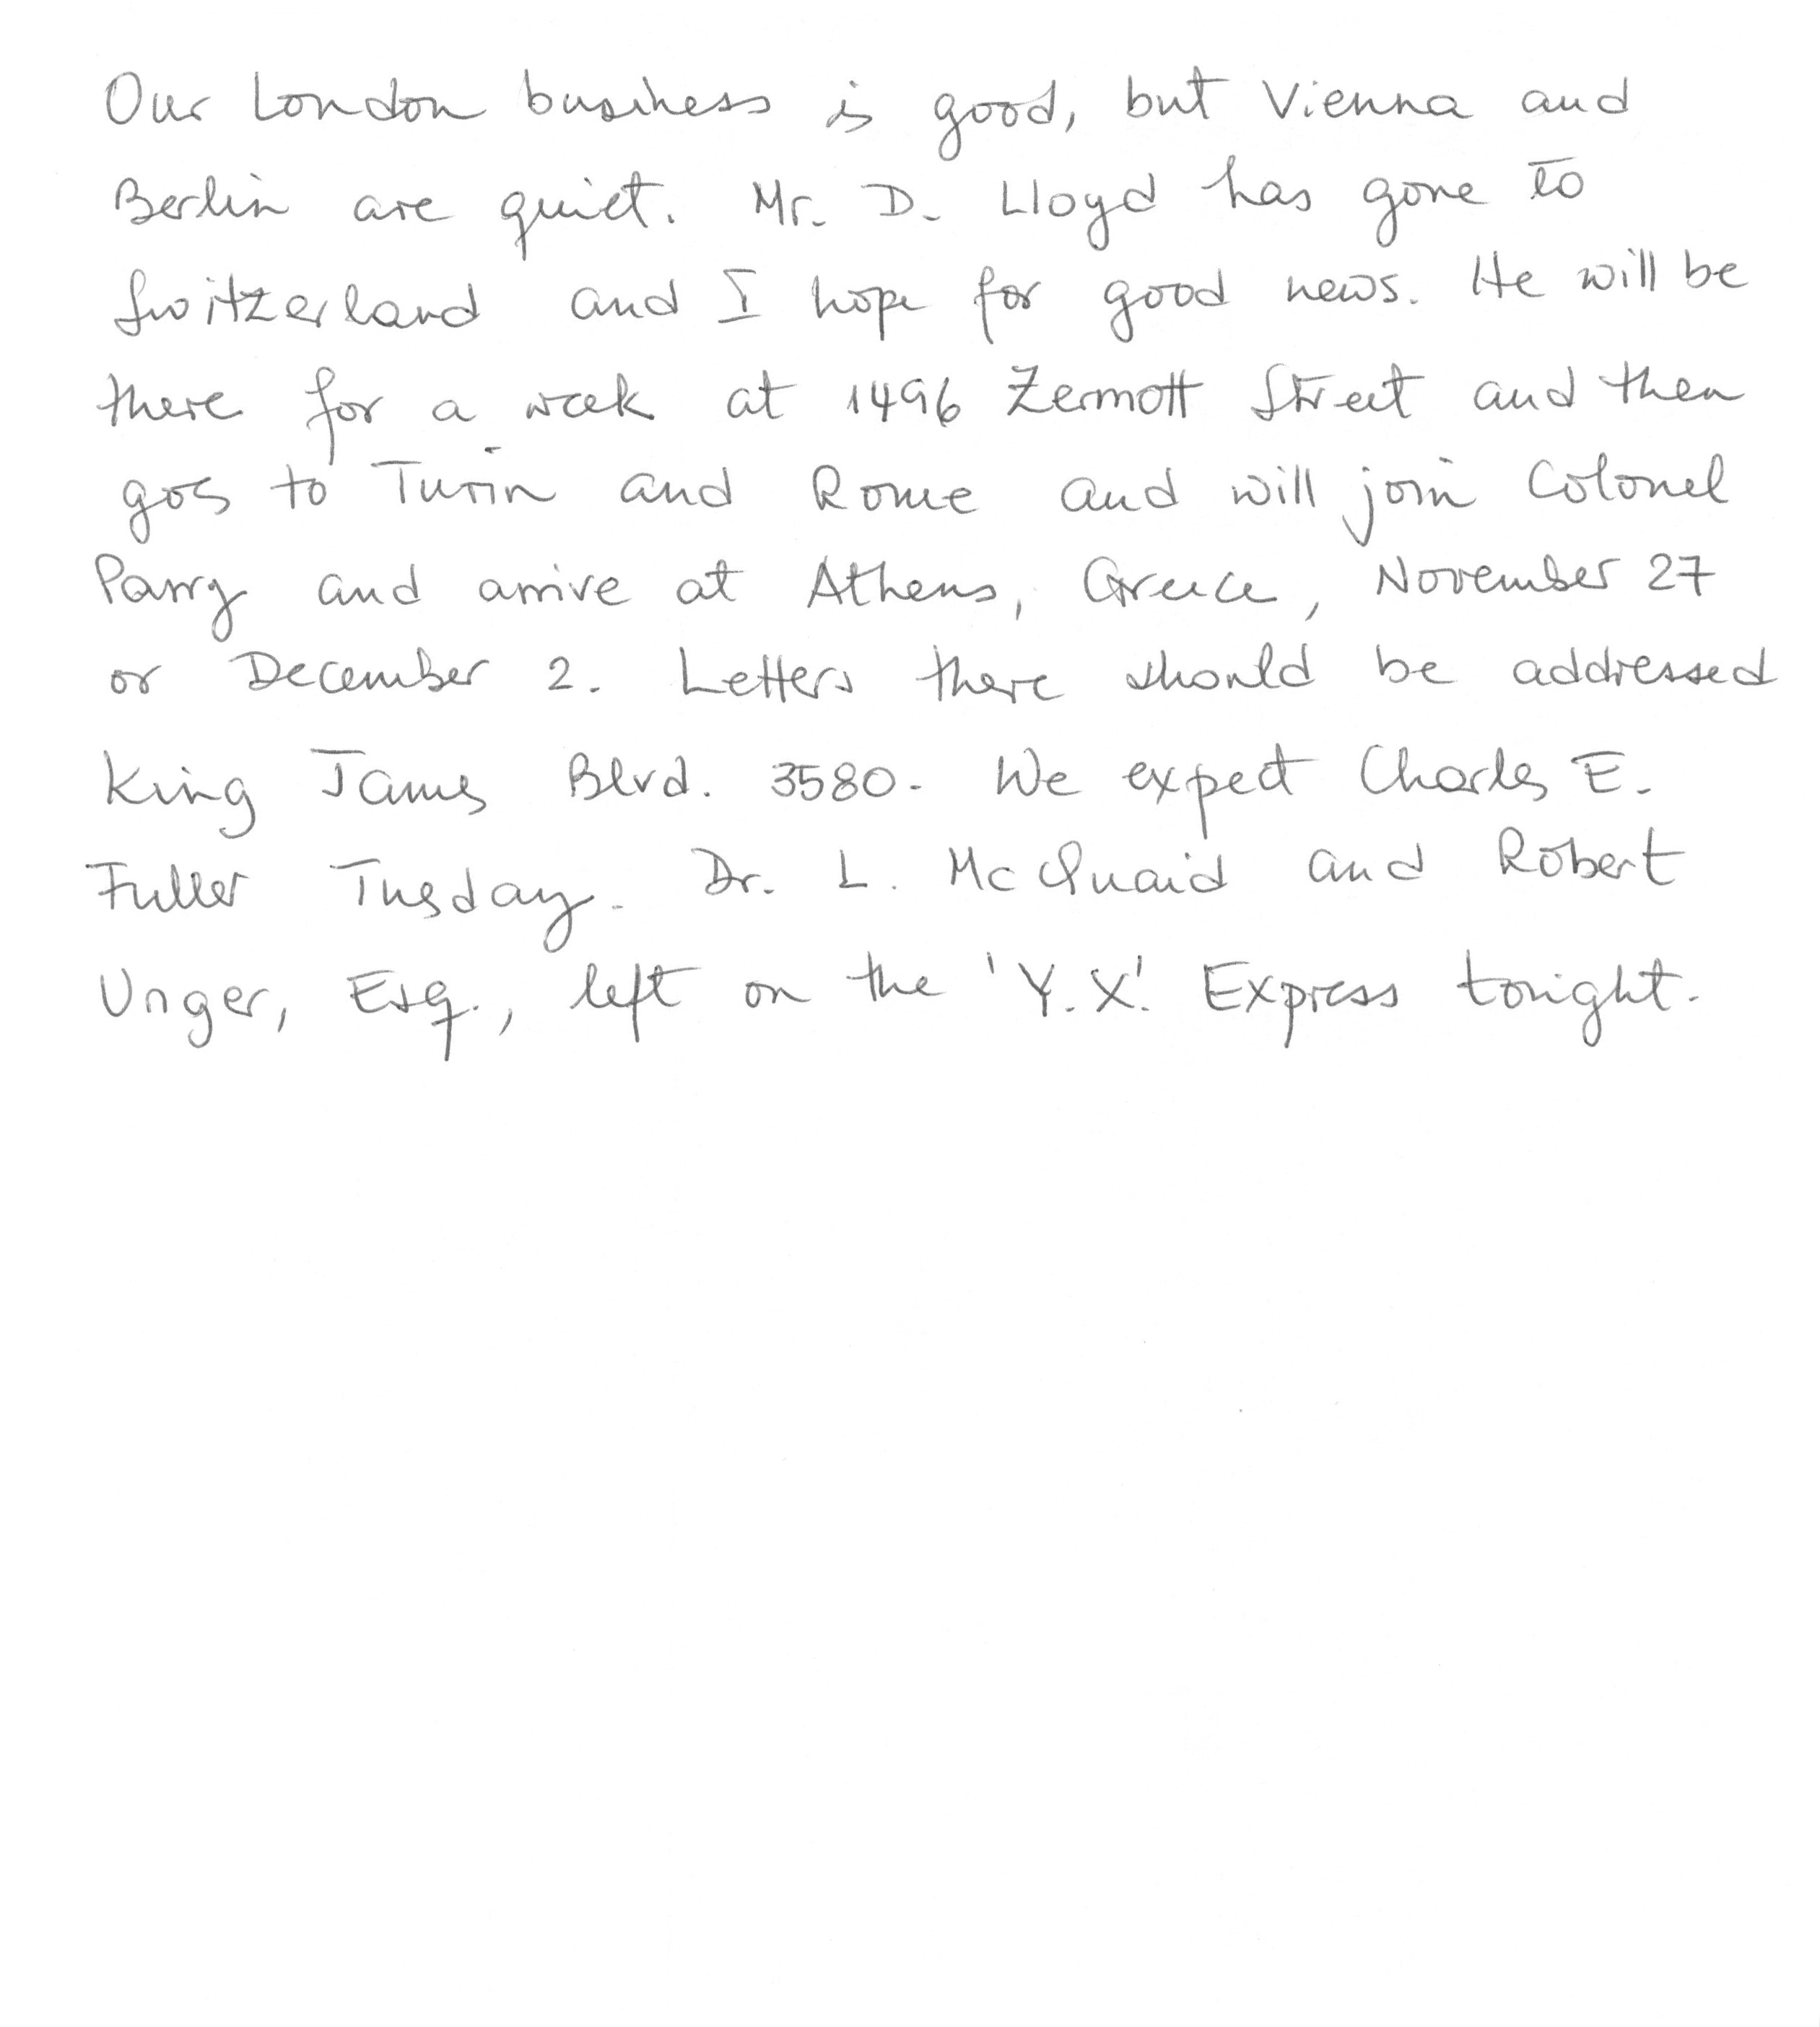 Our London business is good, but Vienna and
Berlin are quiet. Mr. D. Lloyd has gone to
Switzerland and I hope for good news. He will be
there for a week at 1496 Zermott Street and then
goes to Turin and Rome and will join Colonel
Parry and arrive at Athens, Greece, November 27
or December 2. Letters there should be addressed
King James Blvd. 3580. We expect Charles E.
Fuller Tuesday. Dr. L. McQuaid and Robert
Unger, Esq., left on the 'Y.X.' Express tonight.